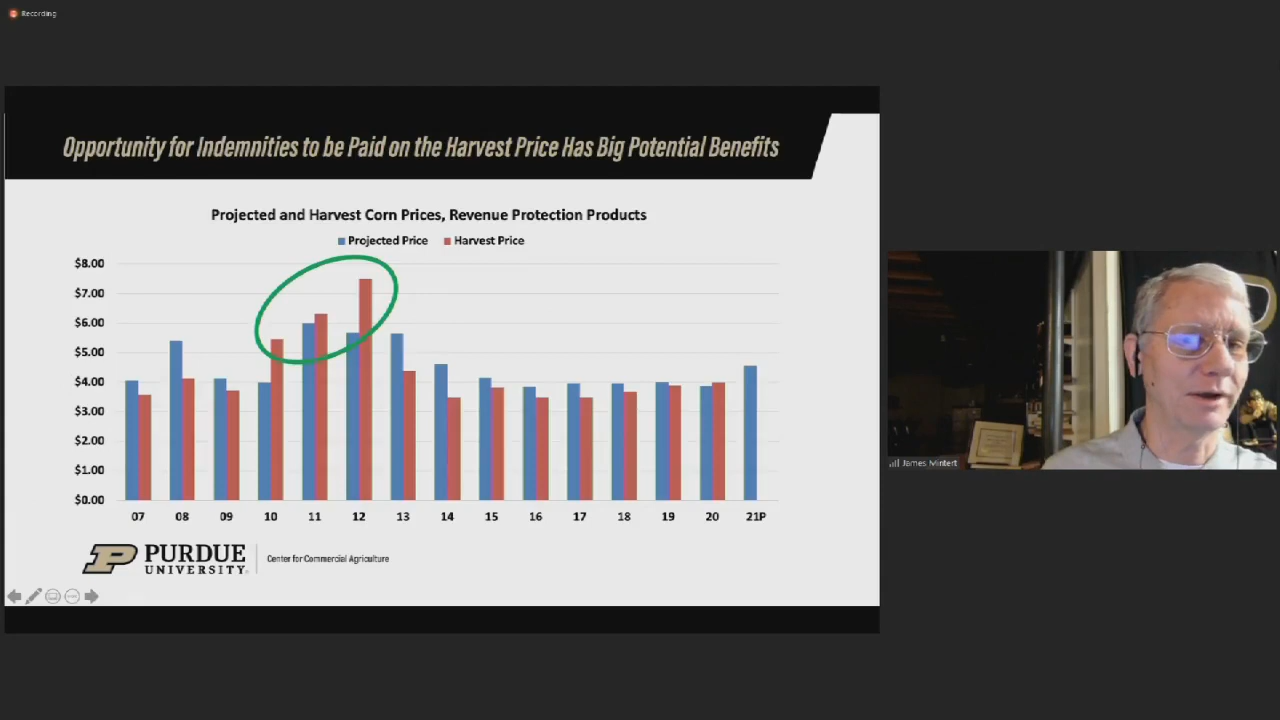 Recording
Opportunity for Indemnities to be Paid on the Harvest Price Has Big Potential Benefits
Projected and Harvest Corn Prices, Revenue Protection Products
Projected Price Harvest Price
$8.00
$7.00
$6.00
$5.00
$4.00
$3.00
$2.00
$1.00
$0.00
07 08 09 10 11 12 13 14 15 16 17 18 19 20 21P
P PURDUE UNIVERSITY
Center for Commercial Agriculture
James Mintert